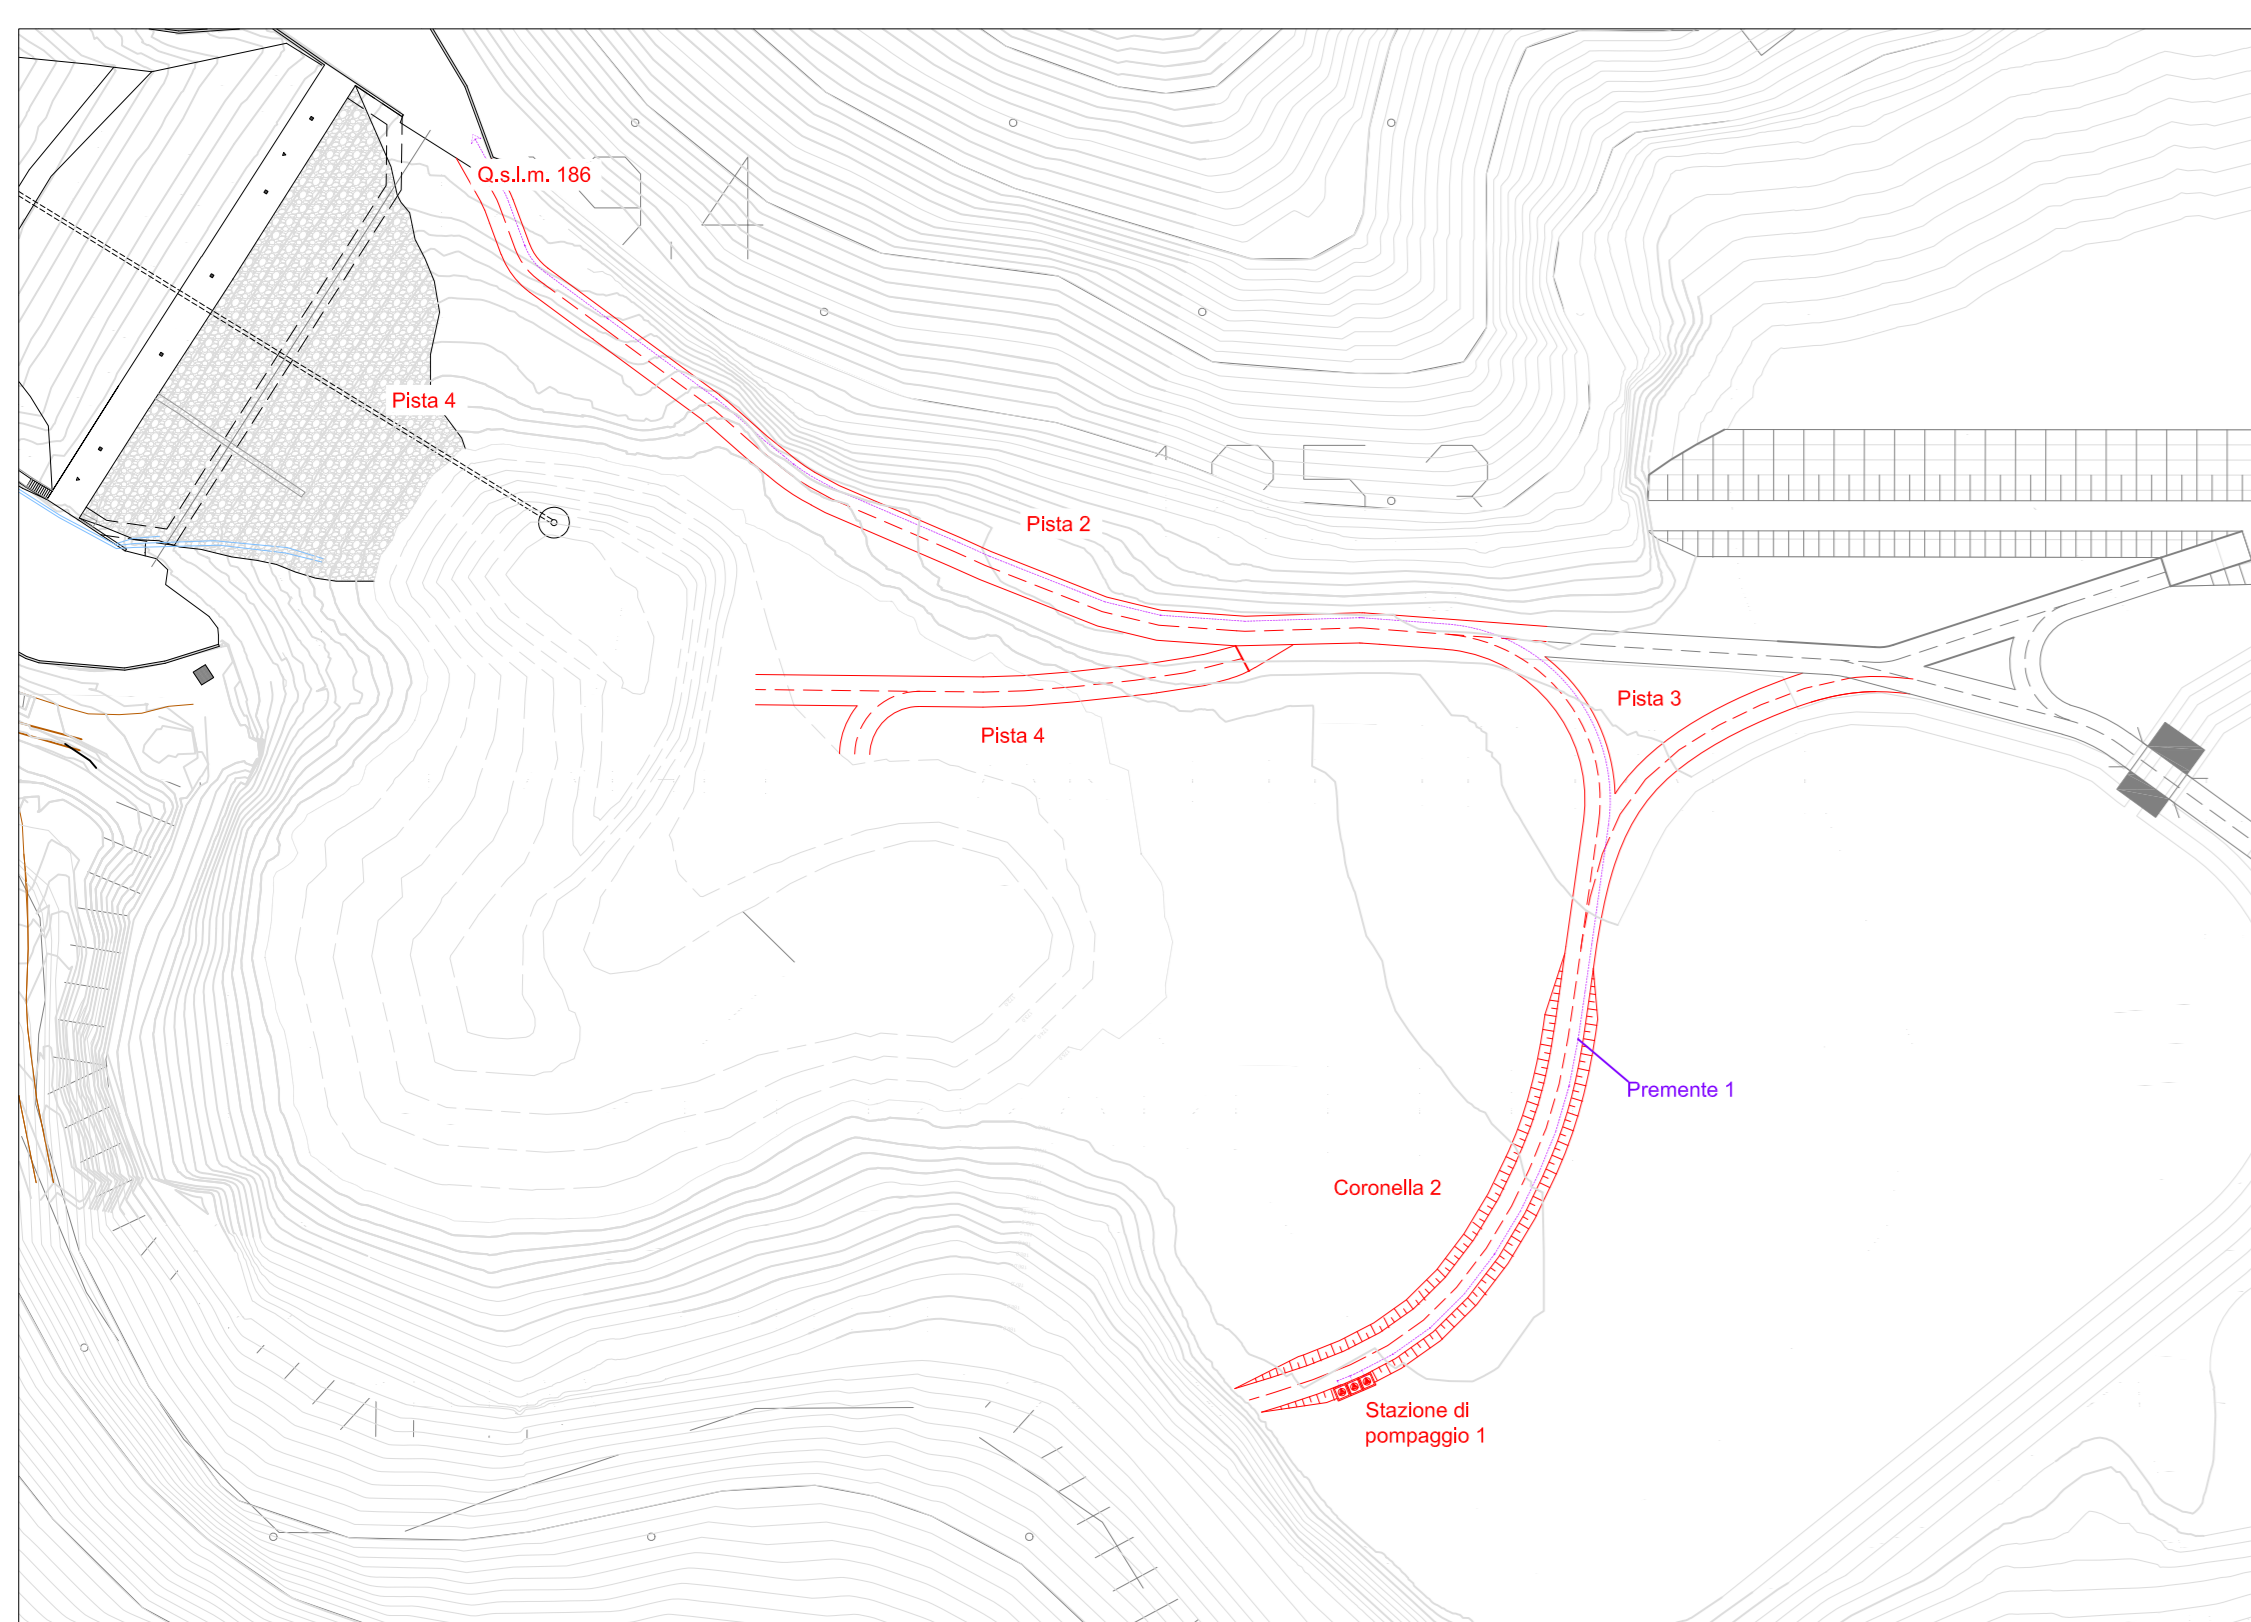 Q.s.l.m. 186
Pista 4
Pista 2
Pista 3
Pista 4
Premente 1
Coronella 2
Stazione di
pompaggio 1